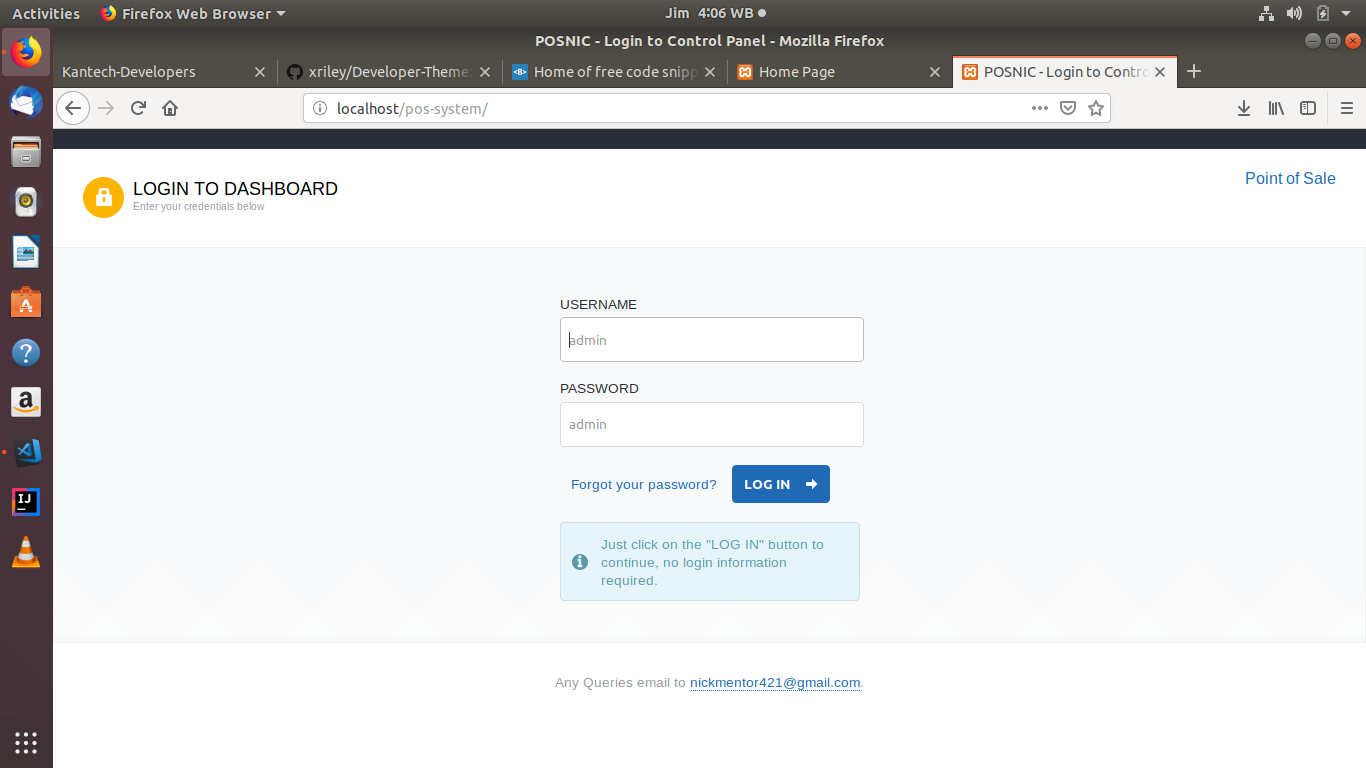 Activities
Firefox Web Browser
Jim 4:06 WB
POSNIC - Login to Control Panel - Mozilla Firefox
Kantech-Developers
xriley/Developer-Theme
Home of free code snipp
Home Page
POSNIC - Login to Contro
localhost/pos-system/
LOGIN TO DASHBOARD
Enter your credentials below
Point of Sale
USERNAME
admin
PASSWORD
admin
Forgot your password?
LOG IN
Just click on the "LOG IN" button to
continue, no login information
required.
Any Queries email to nickmentor421@gmail.com.